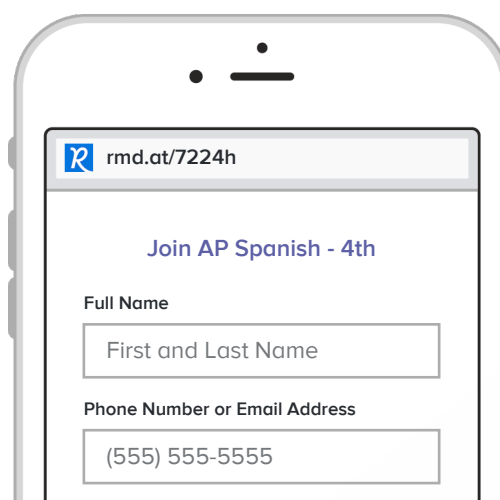 rmd.at/7224h
Join AP Spanish - 4th
Full Name
First and Last Name
Phone Number or Email Address
(555) 555-5555